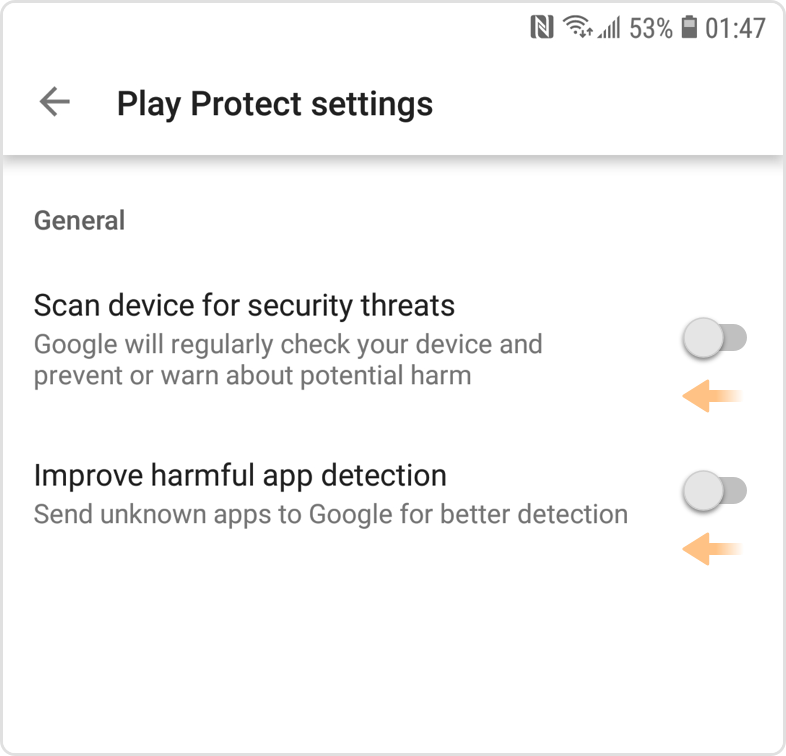 53% 01:47
Play Protect settings
General
Scan device for security threats
Google will regularly check your device and
prevent or warn about potential harm
Improve harmful app detection
Send unknown apps to Google for better detection